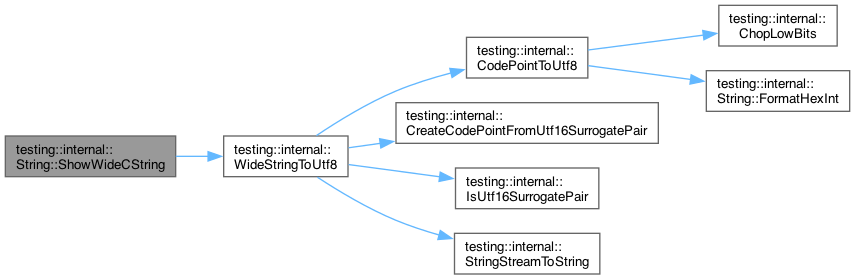 testing::internal::
String::ShowWideCString
testing::internal::
WideStringToUtf8
testing::internal::
CodePointToUtf8
testing::internal::
ChopLowBits
testing::internal::
String::FormatHexInt
testing::internal::
CreateCodePointFromUtf16SurrogatePair
testing::internal::
IsUtf16SurrogatePair
testing::internal::
StringStreamToString